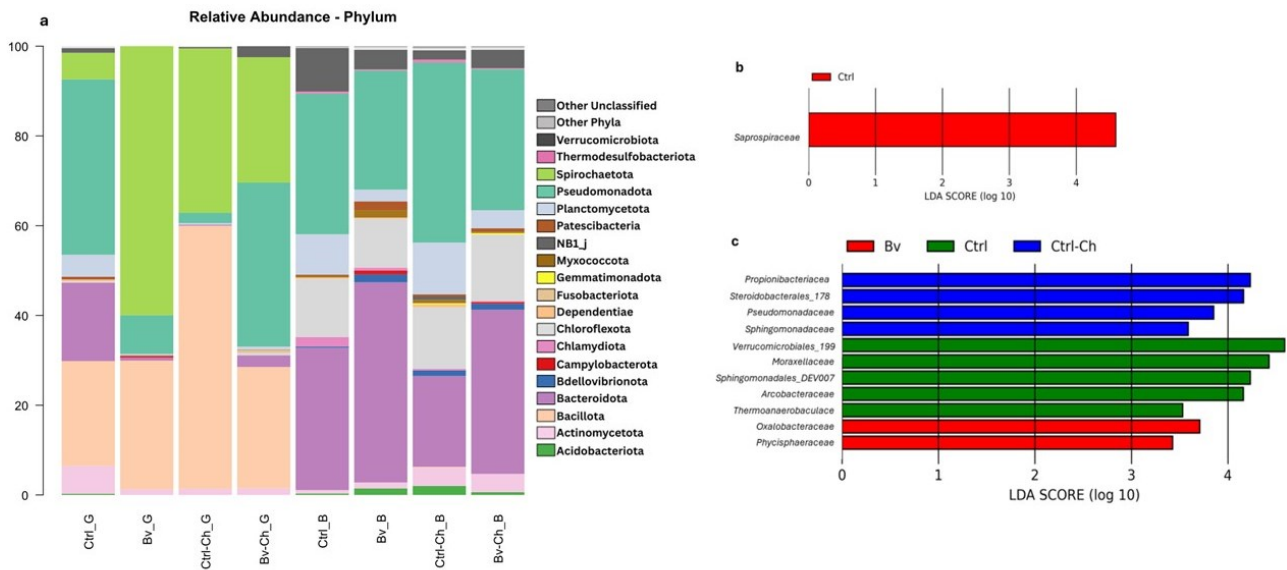 a
Relative Abundance - Phylum
100
80
60
40
20
0
Ctrl_G
Bv_G
Ctrl-Ch_G
Bv-Ch_G
Ctrl_B
Bv_B
Ctrl-Ch_B
Bv-Ch_B
Other Unclassified
Other Phyla
Verrucomicrobiota
Thermodesulfobacteriota
Spirochaetota
Pseudomonadota
Planctomycetota
Patescibacteria
NB1_j
Myxococcota
Gemmatimonadota
Fusobacteriota
Dependentiae
Chloroflexota
Chlamydiota
Campylobacterota
Bdellovibrionota
Bacteroidota
Bacillota
Actinomycetota
Acidobacteriota
b
Ctrl
Saprospiraceae
0 1 2 3 4
LDA SCORE (log 10)
c
Bv Ctrl Ctrl-Ch
Propionibacteriacea
Steroidobacterales_178
Pseudomonadaceae
Sphingomonadaceae
Verrucomicrobiales_199
Moraxellaceae
Sphingomonadales_DEV007
Arcobacteraceae
Thermoanaerobaculace
Oxalobacteraceae
Phycisphaeraceae
0 1 2 3 4
LDA SCORE (log 10)